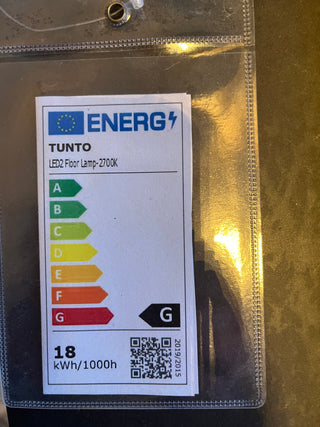 ENERG
TUNTO
LED2 Floor Lamp-2700K
A
B
C
D
E
F
G
G
18
kWh/1000h
2019/2015